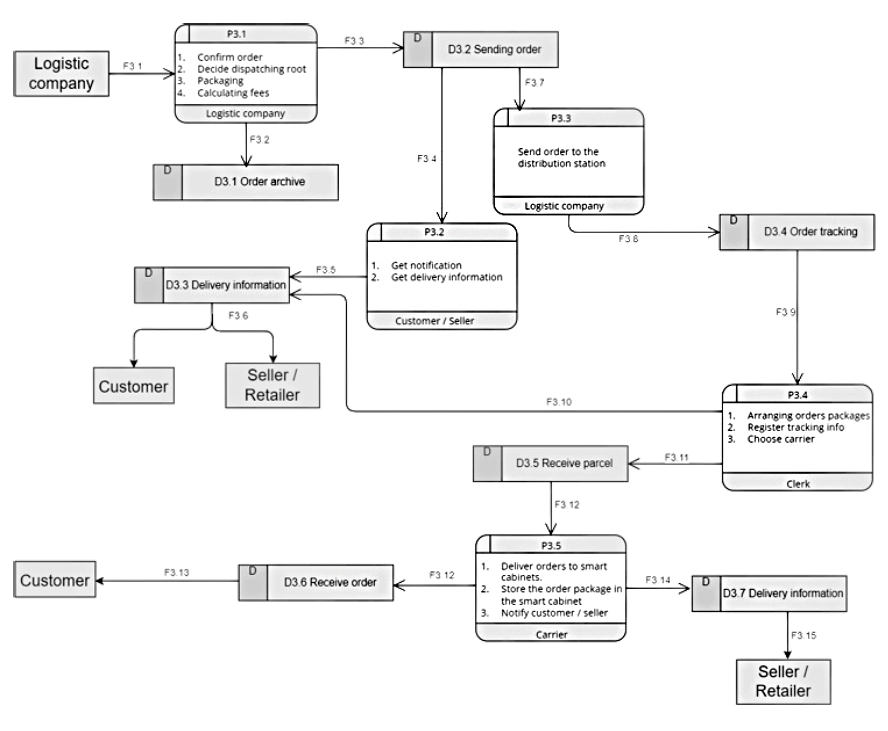 P3.1
F3 3
D
D3.2 Sending order
Logistic
company
F3 1
1. Confirm order
2. Decide dispatching root
3. Packaging
4. Calculating fees
Logistic company
F3.7
F3.2
P3.3
Send order to the
distribution station
Logistic company
F3 4
D
D3.1 Order archive
F3 8
D
D3.4 Order tracking
P3.2
1. Get notification
2. Get delivery information
Customer / Seller
F3.5
D
D3.3 Delivery information
F3 6
F3 9
Customer
Seller /
Retailer
F3.10
P3.4
1. Arranging orders packages
2. Register tracking info
3. Choose carrier
Clerk
D
D3.5 Receive parcel
F3.11
F3 12
P3.5
1. Deliver orders to smart
cabinets.
2. Store the order package in
the smart cabinet
3. Notify customer / seller
Carrier
Customer
F3.13
D
D3.6 Receive order
F3 12
F3 14
D
D3.7 Delivery information
F3.15
Seller /
Retailer